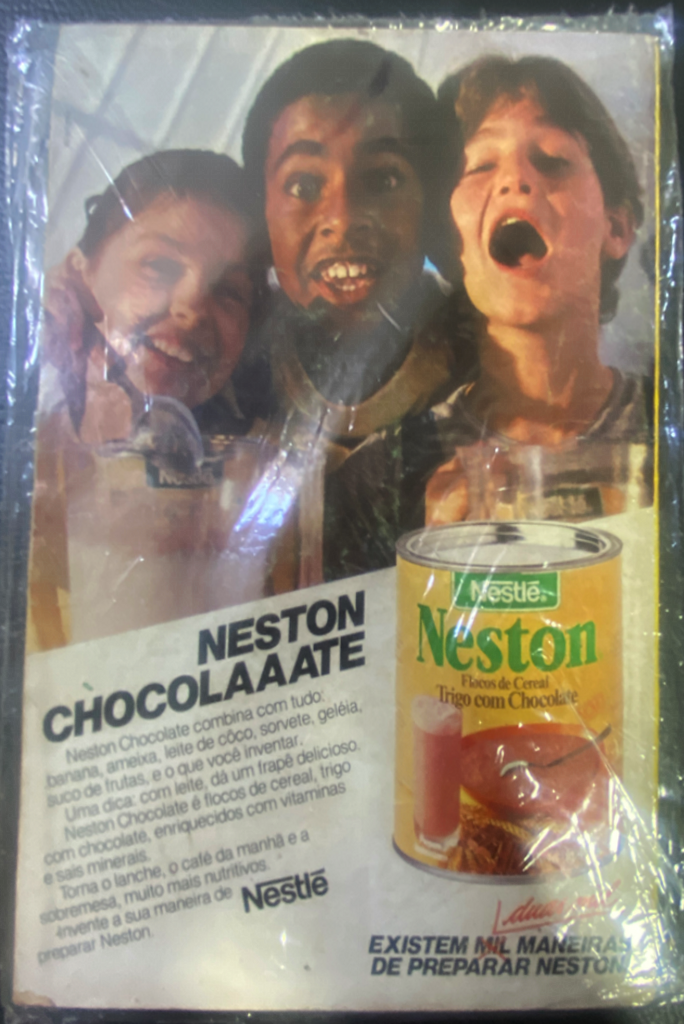 NESTON
CHOCOLAAATE
Neston Chocolate combina com tudo:
banana, ameixa, leite de côco, sorvete, geléia,
suco de frutas, e o que você inventar.
Uma dica: com leite, dá um frapê delicioso.
Neston Chocolate é flocos de cereal, trigo
com chocolate, enriquecidos com vitaminas
e sais minerais.
Torna o lanche, o café da manhã e a
sobremesa, muito mais nutritivos.
Invente a sua maneira de
preparar Neston.
Nestlé
Nestlé
Neston
Flocos de Cereal
Trigo com Chocolate
duas mil
EXISTEM MIL MANEIRAS
DE PREPARAR NESTON.